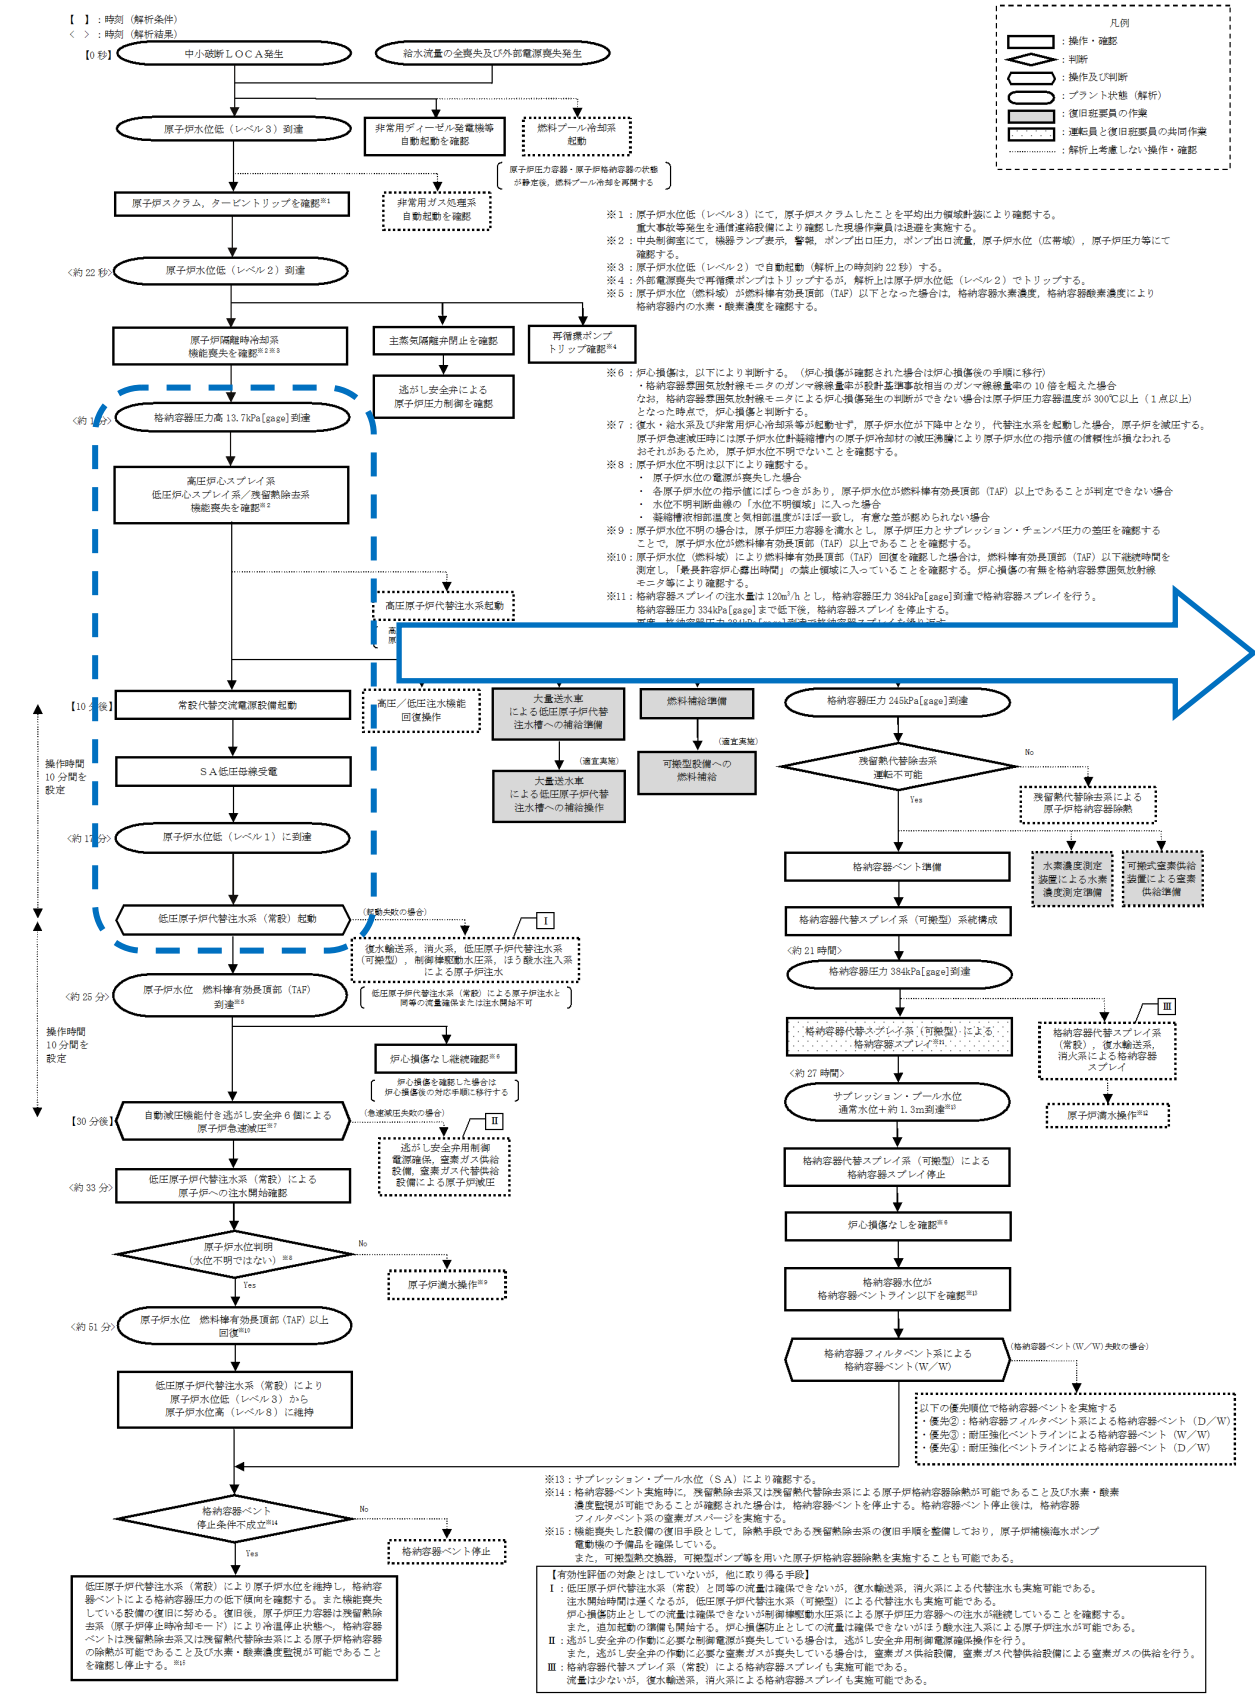 【　】：時刻（解析条件）
＜　＞：時刻（解析結果）
【0 秒】
中小破断ＬＯＣＡ発生
給水流量の全喪失及び外部電源喪失発生
凡例
：操作・確認
：判断
：操作及び判断
：プラント状態（解析）
：復旧班要員の作業
：運転員と復旧班要員の共同作業
：解析上考慮しない操作・確認
原子炉水位低（レベル３）到達
非常用ディーゼル発電機等
自動起動を確認
燃料プール冷却系
起動
原子炉圧力容器・原子炉格納容器の状態
が静定後，燃料プール冷却を再開する
原子炉スクラム，タービントリップを確認※1
非常用ガス処理系
自動起動を確認
※１：原子炉水位低（レベル３）にて，原子炉スクラムしたことを平均出力領域計装により確認する。
重大事故等発生を通信連絡設備により確認した現場作業員は退避を実施する。
※２：中央制御室にて，機器ランプ表示，警報，ポンプ出口圧力，ポンプ出口流量，原子炉水位（広帯域），原子炉圧力等にて
確認する。
※３：原子炉水位低（レベル２）で自動起動（解析上の時刻約 22 秒）する。
※４：外部電源喪失で再循環ポンプはトリップするが，解析上は原子炉水位低（レベル２）でトリップする。
※５：原子炉水位（燃料域）が燃料棒有効長頂部（TAF）以下となった場合は，格納容器水素濃度，格納容器酸素濃度により
格納容器内の水素・酸素濃度を確認する。
<約 22 秒>
原子炉水位低（レベル２）到達
原子炉隔離時冷却系
機能喪失を確認※2※3
主蒸気隔離弁閉止を確認
再循環ポンプ
トリップ確認※4
逃がし安全弁による
原子炉圧力制御を確認
※６：炉心損傷は，以下により判断する。（炉心損傷が確認された場合は炉心損傷後の手順に移行）
・格納容器雰囲気放射線モニタのガンマ線線量率が設計基準事故相当のガンマ線線量率の 10 倍を超えた場合
なお，格納容器雰囲気放射線モニタによる炉心損傷発生の判断ができない場合は原子炉圧力容器温度が 300℃以上（１点以上）
となった時点で，炉心損傷と判断する。
※７：復水・給水系及び非常用炉心冷却系等が起動せず，原子炉水位が下降中となり，代替注水系を起動した場合，原子炉を減圧する。
原子炉急速減圧時には原子炉水位計凝縮槽内の原子炉冷却材の減圧沸騰により原子炉水位の指示値の信頼性が損なわれる
おそれがあるため，原子炉水位不明でないことを確認する。
※８：原子炉水位不明は以下により確認する。
・　原子炉水位の電源が喪失した場合
・　各原子炉水位の指示値にばらつきがあり，原子炉水位が燃料棒有効長頂部（TAF）以上であることが判定できない場合
・　水位不明判断曲線の「水位不明領域」に入った場合
・　凝縮槽液相部温度と気相部温度がほぼ一致し，有意な差が認められない場合
※９：原子炉水位不明の場合は，原子炉圧力容器を満水とし，原子炉圧力とサプレッション・チェンバ圧力の差圧を確認する
ことで，原子炉水位が燃料棒有効長頂部（TAF）以上であることを確認する。
※10：原子炉水位（燃料域）により燃料棒有効長頂部（TAF）回復を確認した場合は，燃料棒有効長頂部（TAF）以下継続時間を
測定し，「最長許容炉心露出時間」の禁止領域に入っていることを確認する。炉心損傷の有無を格納容器雰囲気放射線
モニタ等により確認する。
※11：格納容器スプレイの注水量は 120m³/h とし，格納容器圧力 384kPa[gage]到達で格納容器スプレイを行う。
格納容器圧力 334kPa[gage]まで低下後，格納容器スプレイを停止する。
再度，格納容器圧力 384kPa[gage]到達で格納容器スプレイを繰り返す。
<約1分>
格納容器圧力高 13.7kPa[gage]到達
高圧炉心スプレイ系
低圧炉心スプレイ系／残留熱除去系
機能喪失を確認※2
高圧原子炉代替注水系起動
【10 分後】
常設代替交流電源設備起動
高圧／低圧注水機能
回復操作
大量送水車
による低圧原子炉代替
注水槽への補給準備
燃料補給準備
格納容器圧力 245kPa[gage]到達
操作時間
10 分間を
設定
ＳＡ低圧母線受電
（適宜実施）
大量送水車
による低圧原子炉代替
注水槽への補給操作
（適宜実施）
可搬型設備への
燃料補給
残留熱代替除去系
運転不可能
No
Yes
残留熱代替除去系による
原子炉格納容器除熱
<約 17 分>
原子炉水位低（レベル１）に到達
格納容器ベント準備
水素濃度測定
装置による水素
濃度測定準備
可搬式窒素供給
装置による窒素
供給準備
低圧原子炉代替注水系（常設）起動
（起動失敗の場合）
Ⅰ
復水輸送系，消火系，低圧原子炉代替注水系
（可搬型），制御棒駆動水圧系，ほう酸水注入系
による原子炉注水
低圧原子炉代替注水系（常設）による原子炉注水と
同等の流量確保または注水開始不可
格納容器代替スプレイ系（可搬型）系統構成
<約 21 時間>
格納容器圧力 384kPa[gage]到達
<約 25 分>
原子炉水位　燃料棒有効長頂部（TAF）
到達※5
操作時間
10 分間を
設定
炉心損傷なし継続確認※6
炉心損傷を確認した場合は
炉心損傷後の対応手順に移行する
格納容器代替スプレイ系（可搬型）による
格納容器スプレイ※11
Ⅲ
格納容器代替スプレイ系
（常設），復水輸送系，
消火系による格納容器
スプレイ
<約 27 時間>
サプレッション・プール水位
通常水位＋約 1.3m到達※13
原子炉満水操作※12
【30 分後】
自動減圧機能付き逃がし安全弁６個による
原子炉急速減圧※7
（急速減圧失敗の場合）
Ⅱ
逃がし安全弁用制御
電源確保，窒素ガス供給
設備，窒素ガス代替供給
設備による原子炉減圧
格納容器代替スプレイ系（可搬型）による
格納容器スプレイ停止
<約 33 分>
低圧原子炉代替注水系（常設）による
原子炉への注水開始確認
炉心損傷なしを確認※6
原子炉水位判明
（水位不明ではない）※8
No
Yes
原子炉満水操作※9
格納容器水位が
格納容器ベントライン以下を確認※13
<約 51 分>
原子炉水位　燃料棒有効長頂部（TAF）以上
回復※10
格納容器フィルタベント系による
格納容器ベント(W／W)
（格納容器ベント(W／W)失敗の場合）
低圧原子炉代替注水系（常設）により
原子炉水位低（レベル３）から
原子炉水位高（レベル８）に維持
以下の優先順位で格納容器ベントを実施する
・優先②：格納容器フィルタベント系による格納容器ベント（Ｄ／Ｗ）
・優先③：耐圧強化ベントラインによる格納容器ベント（Ｗ／Ｗ）
・優先④：耐圧強化ベントラインによる格納容器ベント（Ｄ／Ｗ）
格納容器ベント
停止条件不成立※14
No
Yes
格納容器ベント停止
※13：サプレッション・プール水位（ＳＡ）により確認する。
※14：格納容器ベント実施時に，残留熱除去系又は残留熱代替除去系による原子炉格納容器除熱が可能であること及び水素・酸素
濃度監視が可能であることが確認された場合は，格納容器ベントを停止する。格納容器ベント停止後は，格納容器
フィルタベント系の窒素ガスパージを実施する。
※15：機能喪失した設備の復旧手段として，除熱手段である残留熱除去系の復旧手順を整備しており，原子炉補機海水ポンプ
電動機の予備品を確保している。
また，可搬型熱交換器，可搬型ポンプ等を用いた原子炉格納容器除熱を実施することも可能である。
低圧原子炉代替注水系（常設）により原子炉水位を維持し，格納容
器ベントによる格納容器圧力の低下傾向を確認する。また機能喪失
している設備の復旧に努める。復旧後，原子炉圧力容器は残留熱除
去系（原子炉停止時冷却モード）により冷温停止状態へ，格納容器
ベントは残留熱除去系又は残留熱代替除去系による原子炉格納容器
の除熱が可能であること及び水素・酸素濃度監視が可能であること
を確認し停止する。※15
【有効性評価の対象とはしていないが，他に取り得る手段】
Ⅰ：低圧原子炉代替注水系（常設）と同等の流量は確保できないが，復水輸送系，消火系による代替注水も実施可能である。
注水開始時間は遅くなるが，低圧原子炉代替注水系（可搬型）による代替注水も実施可能である。
炉心損傷防止としての流量は確保できないが制御棒駆動水圧系による原子炉圧力容器への注水が継続していることを確認する。
また，追加起動の準備も開始する。炉心損傷防止としての流量は確保できないがほう酸水注入系による原子炉注水が可能である。
Ⅱ：逃がし安全弁の作動に必要な制御電源が喪失している場合は，逃がし安全弁用制御電源確保操作を行う。
また，逃がし安全弁の作動に必要な窒素ガスが喪失している場合は，窒素ガス供給設備，窒素ガス代替供給設備による窒素ガスの供給を行う。
Ⅲ：格納容器代替スプレイ系（常設）による格納容器スプレイも実施可能である。
流量は少ないが，復水輸送系，消火系による格納容器スプレイも実施可能である。